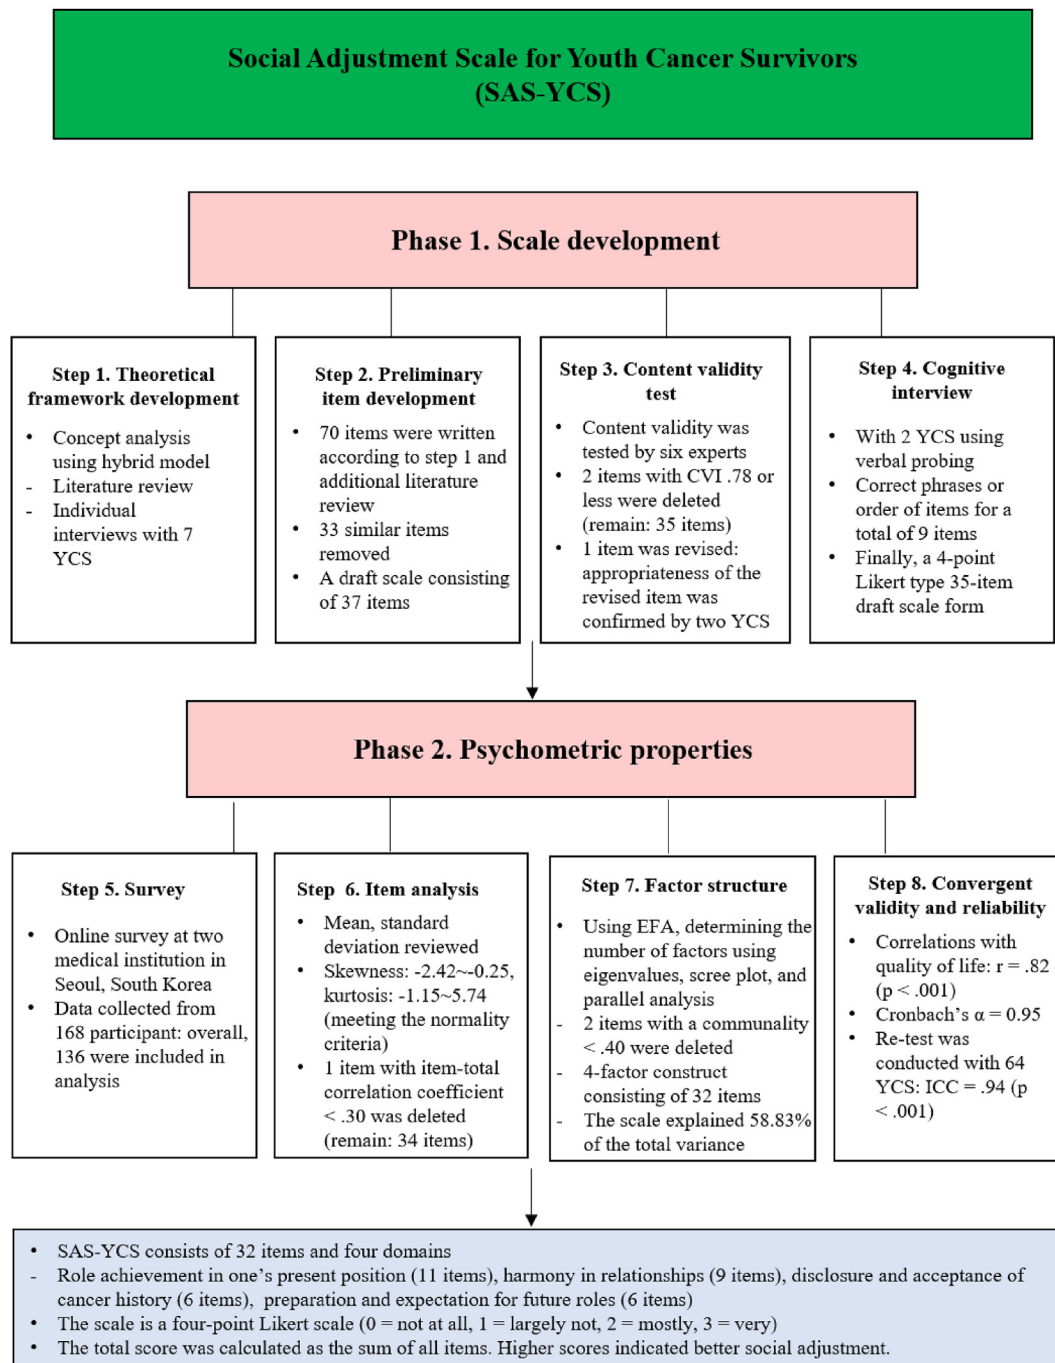 Social Adjustment Scale for Youth Cancer Survivors
(SAS-YCS)
Phase 1. Scale development
Step 1. Theoretical
framework development
• Concept analysis
using hybrid model
- Literature review
- Individual
interviews with 7
YCS
Step 2. Preliminary
item development
• 70 items were written
according to step 1 and
additional literature
review
• 33 similar items
removed
• A draft scale consisting
of 37 items
Step 3. Content validity
test
• Content validity was
tested by six experts
• 2 items with CVI .78 or
less were deleted
(remain: 35 items)
• 1 item was revised:
appropriateness of the
revised item was
confirmed by two YCS
Step 4. Cognitive
interview
• With 2 YCS using
verbal probing
• Correct phrases or
order of items for a
total of 9 items
• Finally, a 4-point
Likert type 35-item
draft scale form
Phase 2. Psychometric properties
Step 5. Survey
• Online survey at two
medical institution in
Seoul, South Korea
• Data collected from
168 participant: overall,
136 were included in
analysis
Step 6. Item analysis
• Mean, standard
deviation reviewed
• Skewness: -2.42~-0.25,
kurtosis: -1.15~5.74
(meeting the normality
criteria)
• 1 item with item-total
correlation coefficient
< .30 was deleted
(remain: 34 items)
Step 7. Factor structure
• Using EFA, determining the
number of factors using
eigenvalues, scree plot, and
parallel analysis
- 2 items with a communality
< .40 were deleted
- 4-factor construct
consisting of 32 items
- The scale explained 58.83%
of the total variance
Step 8. Convergent
validity and reliability
• Correlations with
quality of life: r = .82
(p < .001)
• Cronbach's α = 0.95
• Re-test was
conducted with 64
YCS: ICC = .94 (p
< .001)
• SAS-YCS consists of 32 items and four domains
- Role achievement in one's present position (11 items), harmony in relationships (9 items), disclosure and acceptance of
cancer history (6 items), preparation and expectation for future roles (6 items)
• The scale is a four-point Likert scale (0 = not at all, 1 = largely not, 2 = mostly, 3 = very)
• The total score was calculated as the sum of all items. Higher scores indicated better social adjustment.